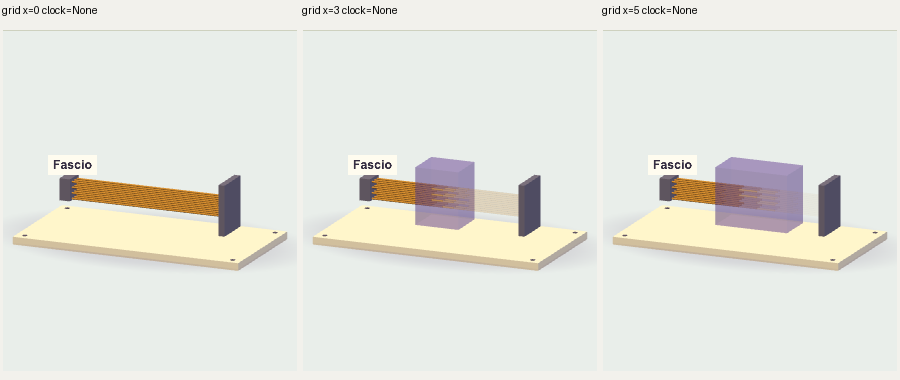 grid x=0 clock=None
grid x=3 clock=None
grid x=5 clock=None
Fascio
Fascio
Fascio